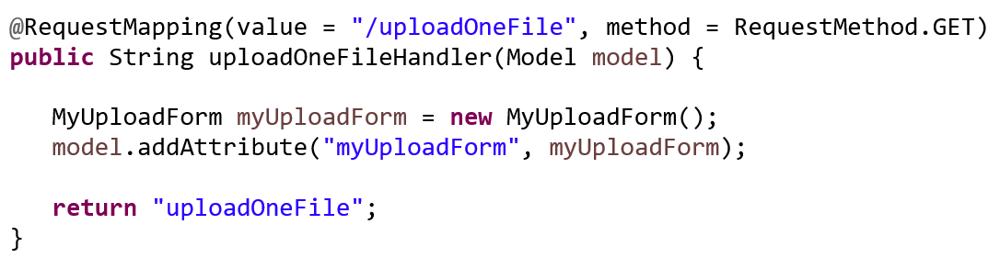 @RequestMapping(value = "/uploadOneFile", method = RequestMethod.GET)
public String uploadOneFileHandler(Model model) {
MyUploadForm myUploadForm = new MyUploadForm();
model.addAttribute("myUploadForm", myUploadForm);
return "uploadOneFile";
}